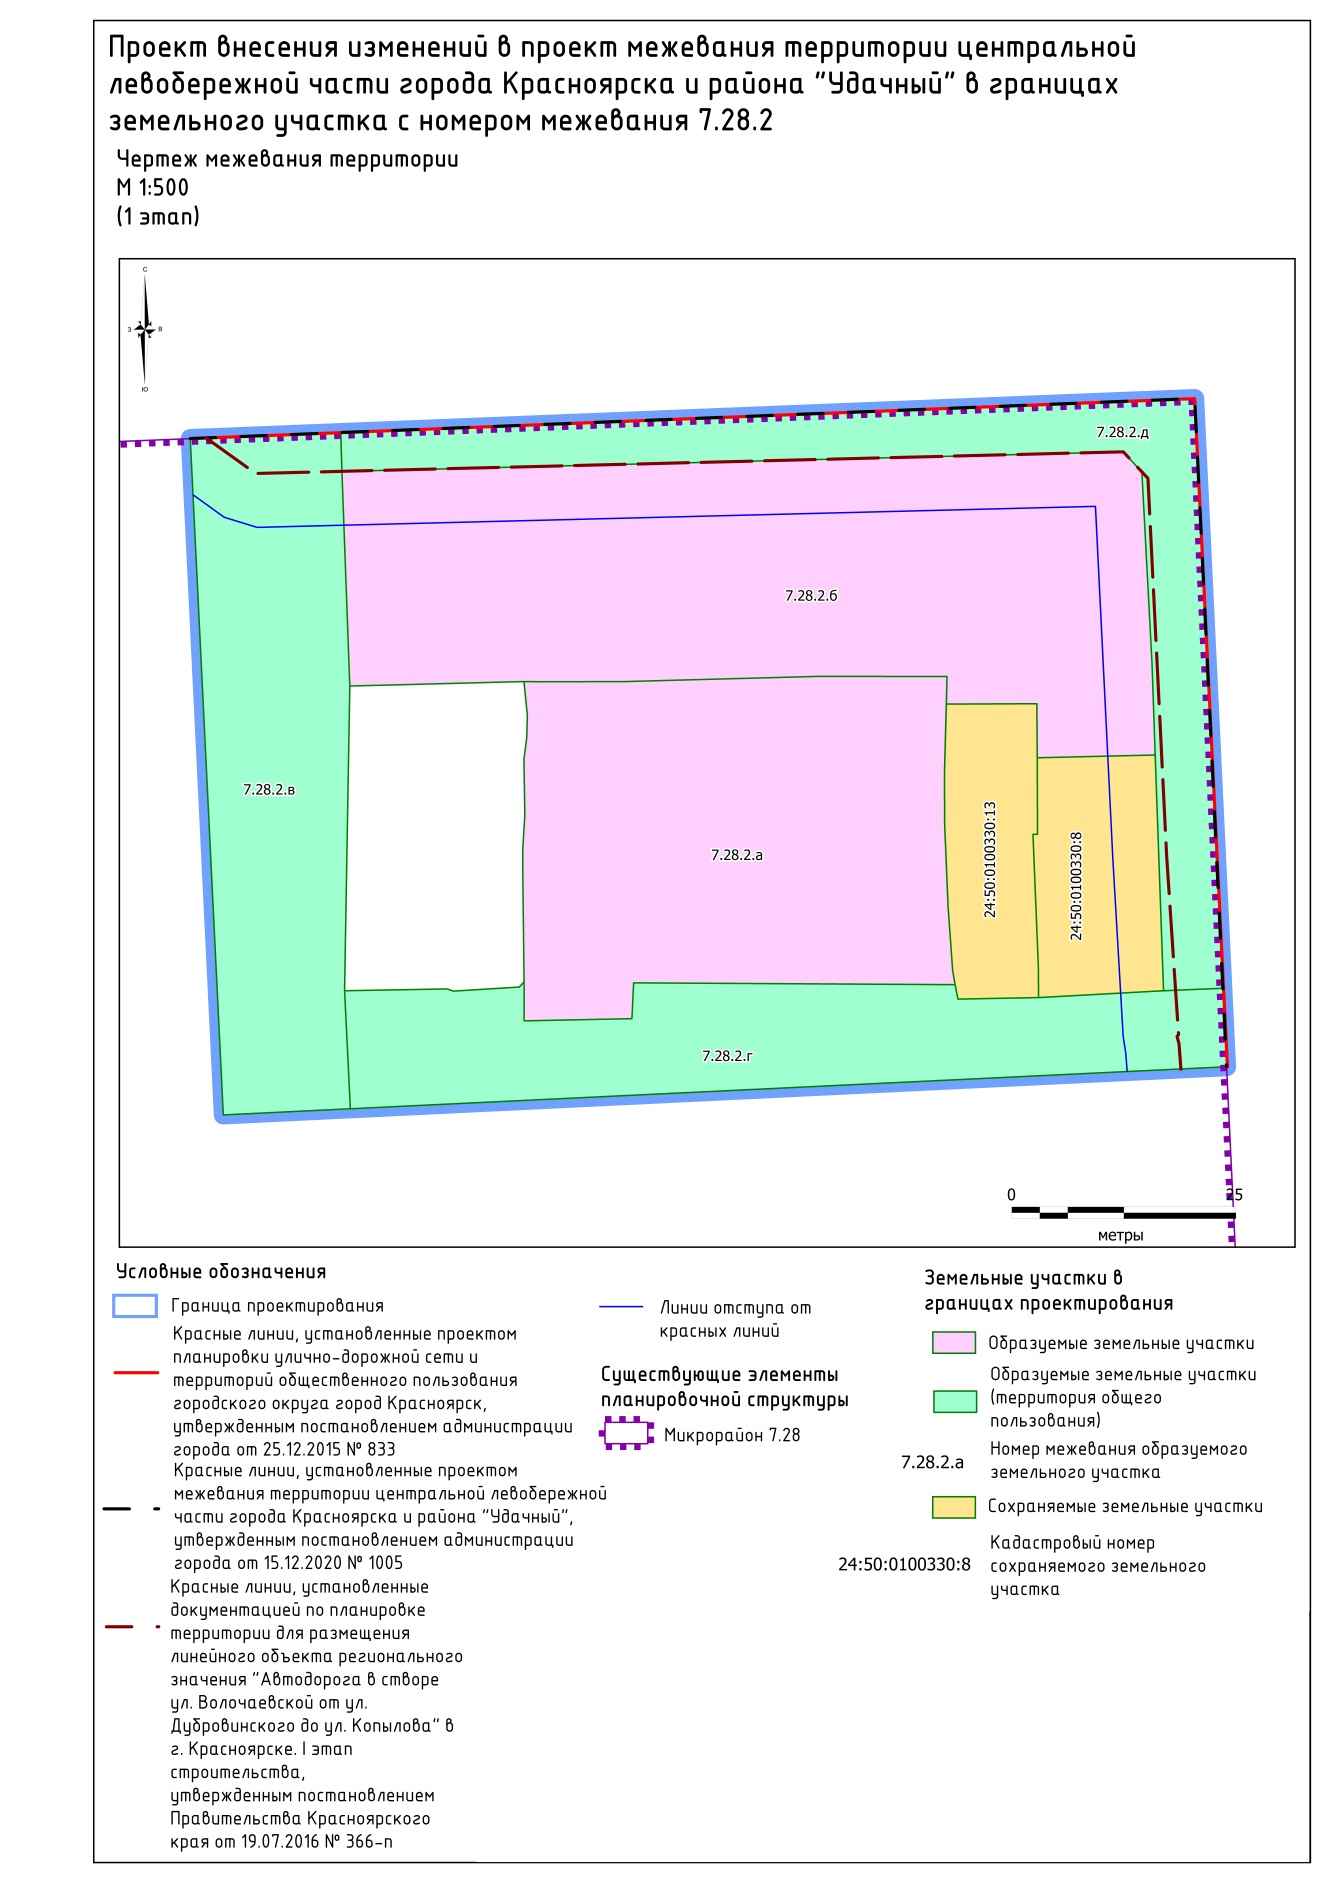 Проект внесения изменений в проект межевания территории центральной
левобережной части города Красноярска и района "Удачный" в границах
земельного участка с номером межевания 7.28.2
Чертеж межевания территории
М 1:500
(1 этап)
С
З
В
Ю
7.28.2.д
7.28.2.б
7.28.2.в
7.28.2.а
24:50:0100330:13
24:50:0100330:8
7.28.2.г
0
25
метры
Условные обозначения
Граница проектирования
Красные линии, установленные проектом
планировки улично-дорожной сети и
территорий общественного пользования
городского округа город Красноярск,
утвержденным постановлением администрации
города от 25.12.2015 № 833
Красные линии, установленные проектом
межевания территории центральной левобережной
части города Красноярска и района "Удачный",
утвержденным постановлением администрации
города от 15.12.2020 № 1005
Красные линии, установленные
документацией по планировке
территории для размещения
линейного объекта регионального
значения "Автодорога в створе
ул. Волочаевской от ул.
Дубровинского до ул. Копылова" в
г. Красноярске. I этап
строительства,
утвержденным постановлением
Правительства Красноярского
края от 19.07.2016 № 366-п
Линии отступа от
красных линий
Существующие элементы
планировочной структуры
Микрорайон 7.28
Земельные участки в
границах проектирования
Образуемые земельные участки
Образуемые земельные участки
(территория общего
пользования)
7.28.2.а
Номер межевания образуемого
земельного участка
Сохраняемые земельные участки
24:50:0100330:8
Кадастровый номер
сохраняемого земельного
участка